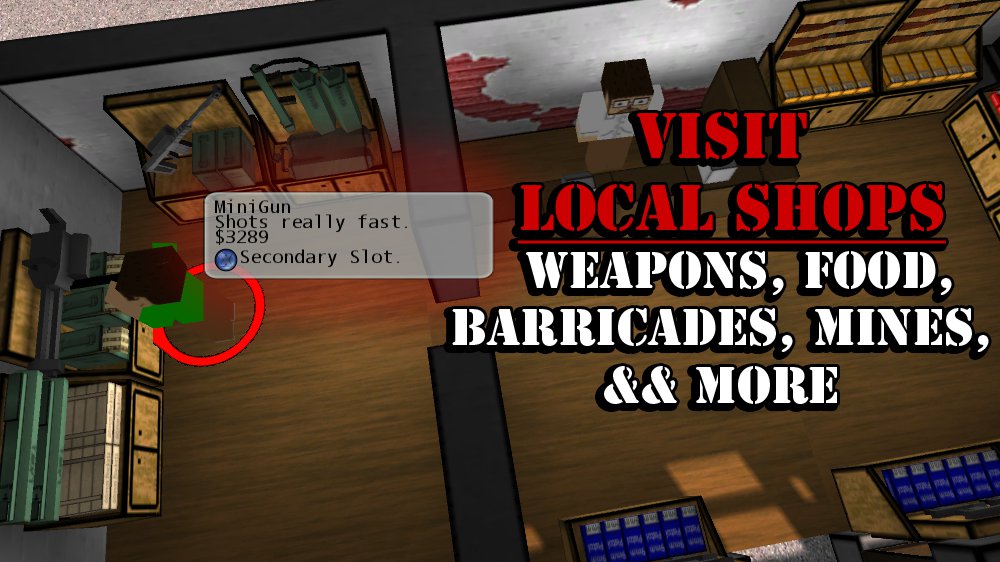 MiniGun
Shots really fast.
$3289
Secondary Slot.
VISIT
LOCAL SHOPS
WEAPONS, FOOD,
BARRICADES, MINES,
&& MORE